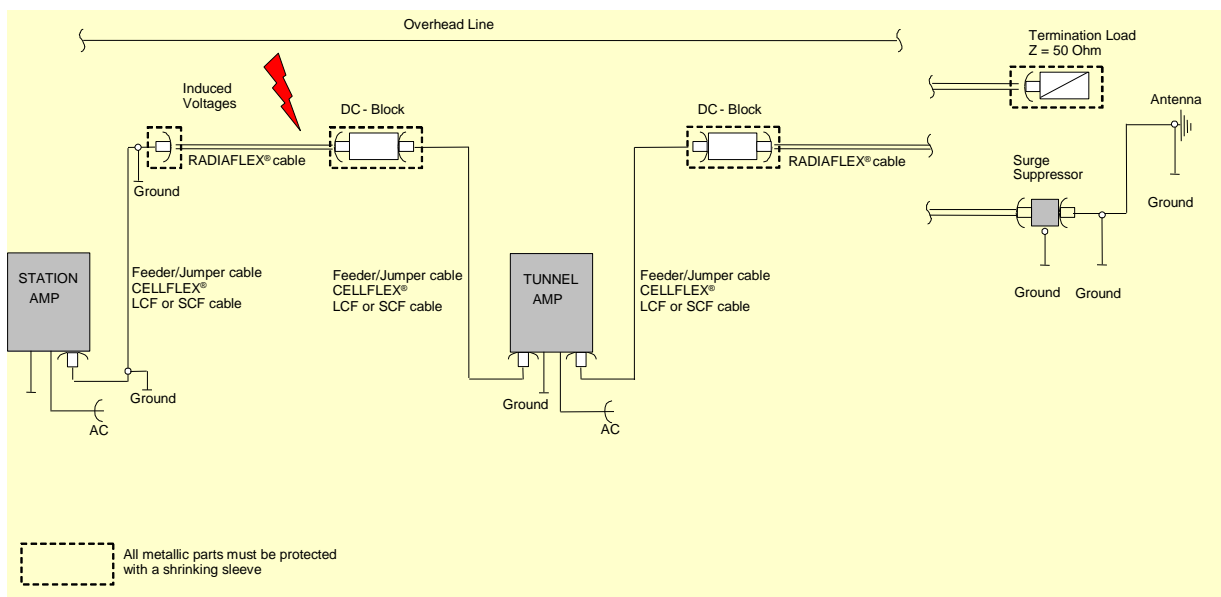 Overhead Line
Termination Load
Z = 50 Ohm
Induced
Voltages
DC - Block
DC - Block
Antenna
RADIAFLEX® cable
RADIAFLEX® cable
Surge
Suppressor
Ground
Ground
Ground
Ground
STATION
AMP
Feeder/Jumper cable
CELLFLEX®
LCF or SCF cable
Feeder/Jumper cable
CELLFLEX®
LCF or SCF cable
TUNNEL
AMP
Feeder/Jumper cable
CELLFLEX®
LCF or SCF cable
Ground
Ground
AC
AC
All metallic parts must be protected
with a shrinking sleeve